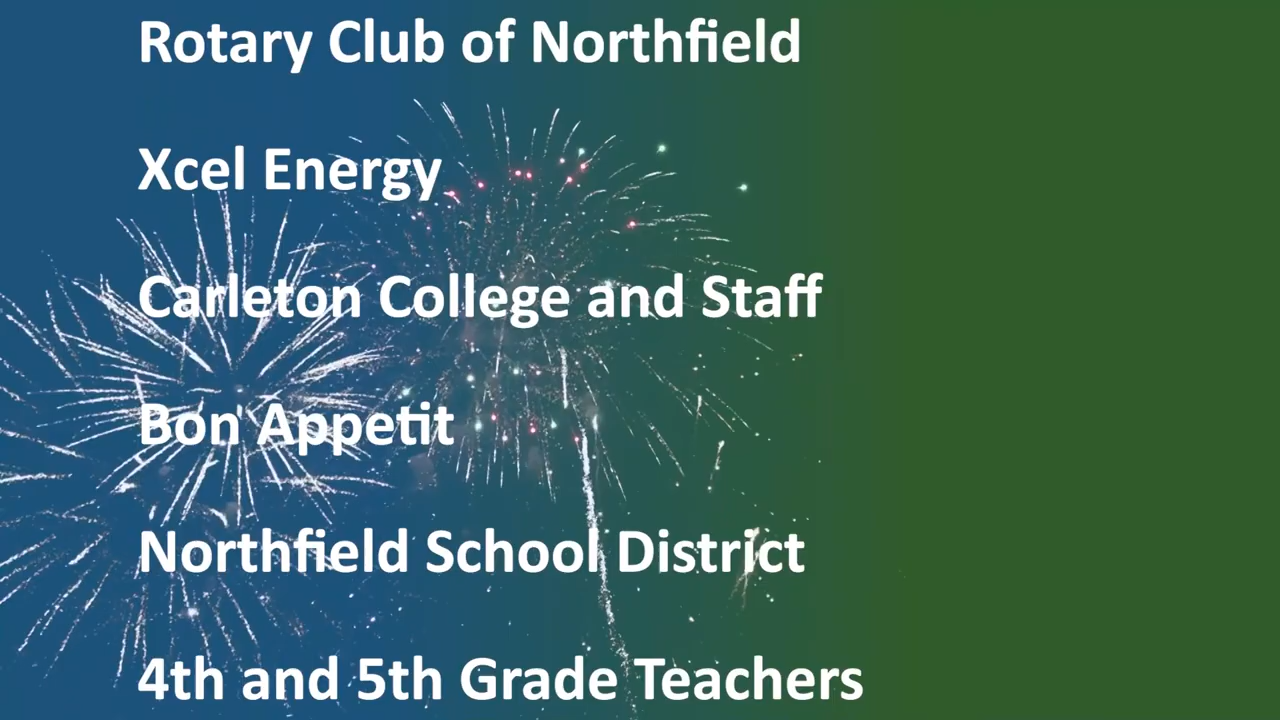 Rotary Club of Northfield
Xcel Energy
Carleton College and Staff
Bon Appetit
Northfield School District
4th and 5th Grade Teachers